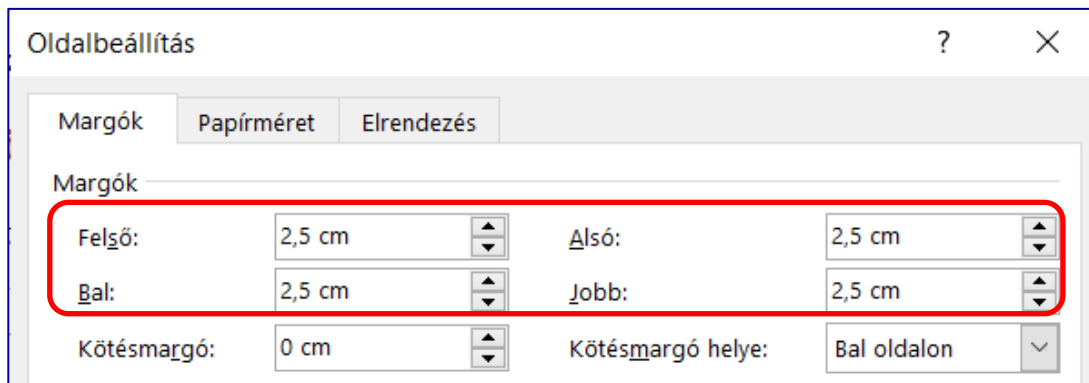 Oldalbeállítás ? ×
Margók Papírméret Elrendezés
Margók
Felső: 2,5 cm Alsó: 2,5 cm
Bal: 2,5 cm Jobb: 2,5 cm
Kötésmargó: 0 cm Kötésmargó helye: Bal oldalon